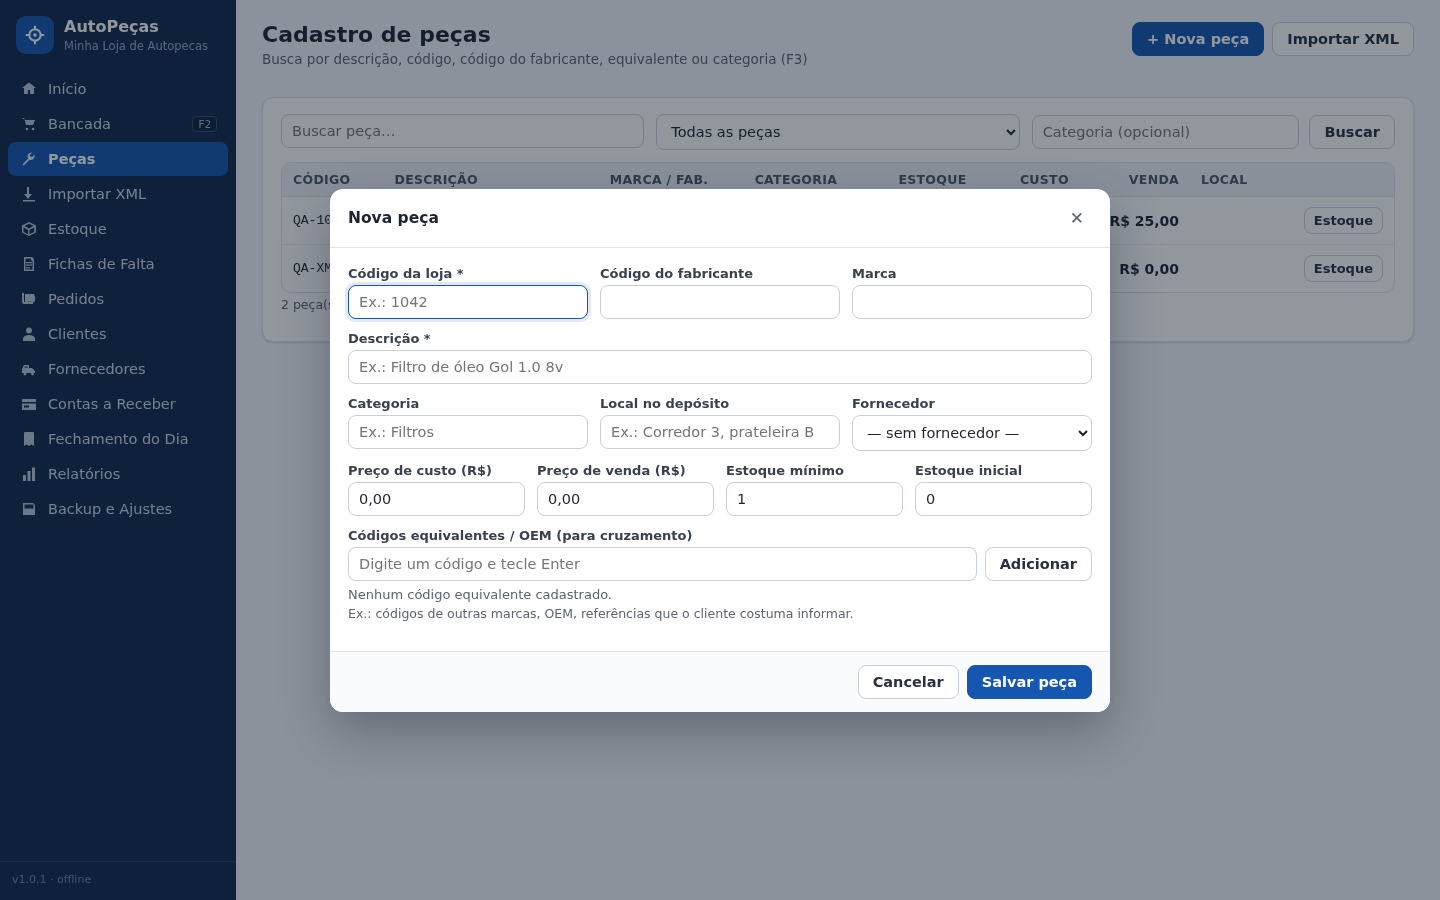 AutoPeças
Minha Loja de Autopecas
Início
Bancada F2
Peças
Importar XML
Estoque
Fichas de Falta
Pedidos
Clientes
Fornecedores
Contas a Receber
Fechamento do Dia
Relatórios
Backup e Ajustes
v1.0.1 · offline
Cadastro de peças
Busca por descrição, código, código do fabricante, equivalente ou categoria (F3)
+ Nova peça Importar XML
Buscar peça... Todas as peças Categoria (opcional) Buscar
CÓDIGO DESCRIÇÃO MARCA / FAB. CATEGORIA ESTOQUE CUSTO VENDA LOCAL
QA-10 R$ 25,00 Estoque
QA-XM R$ 0,00 Estoque
2 peça(s
Nova peça ✕
Código da loja * Código do fabricante Marca
Ex.: 1042
Descrição *
Ex.: Filtro de óleo Gol 1.0 8v
Categoria Local no depósito Fornecedor
Ex.: Filtros Ex.: Corredor 3, prateleira B — sem fornecedor —
Preço de custo (R$) Preço de venda (R$) Estoque mínimo Estoque inicial
0,00 0,00 1 0
Códigos equivalentes / OEM (para cruzamento)
Digite um código e tecle Enter Adicionar
Nenhum código equivalente cadastrado.
Ex.: códigos de outras marcas, OEM, referências que o cliente costuma informar.
Cancelar Salvar peça